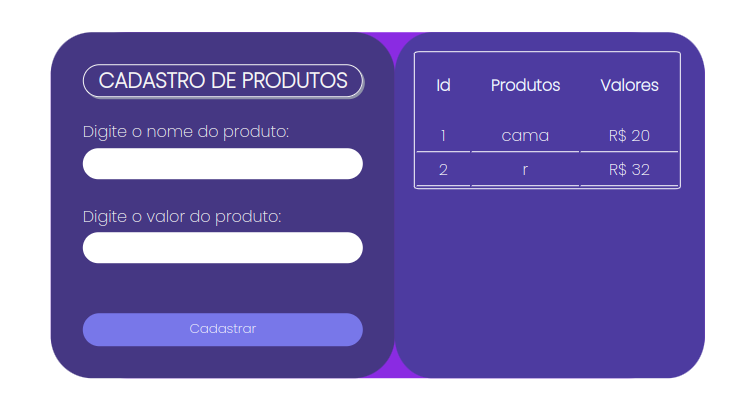 CADASTRO DE PRODUTOS
Digite o nome do produto:
Digite o valor do produto:
Cadastrar
Id Produtos Valores
1 cama R$ 20
2 r R$ 32